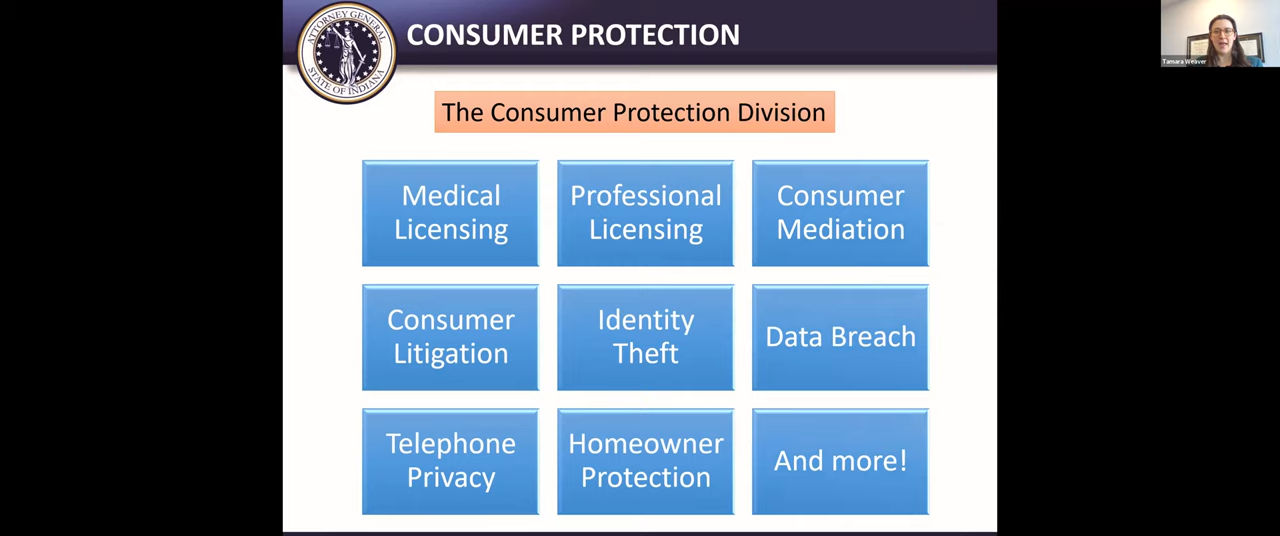 ATTORNEY GENERAL
STATE OF INDIANA
CONSUMER PROTECTION
Tamara Weaver
The Consumer Protection Division
Medical
Licensing
Professional
Licensing
Consumer
Mediation
Consumer
Litigation
Identity
Theft
Data Breach
Telephone
Privacy
Homeowner
Protection
And more!